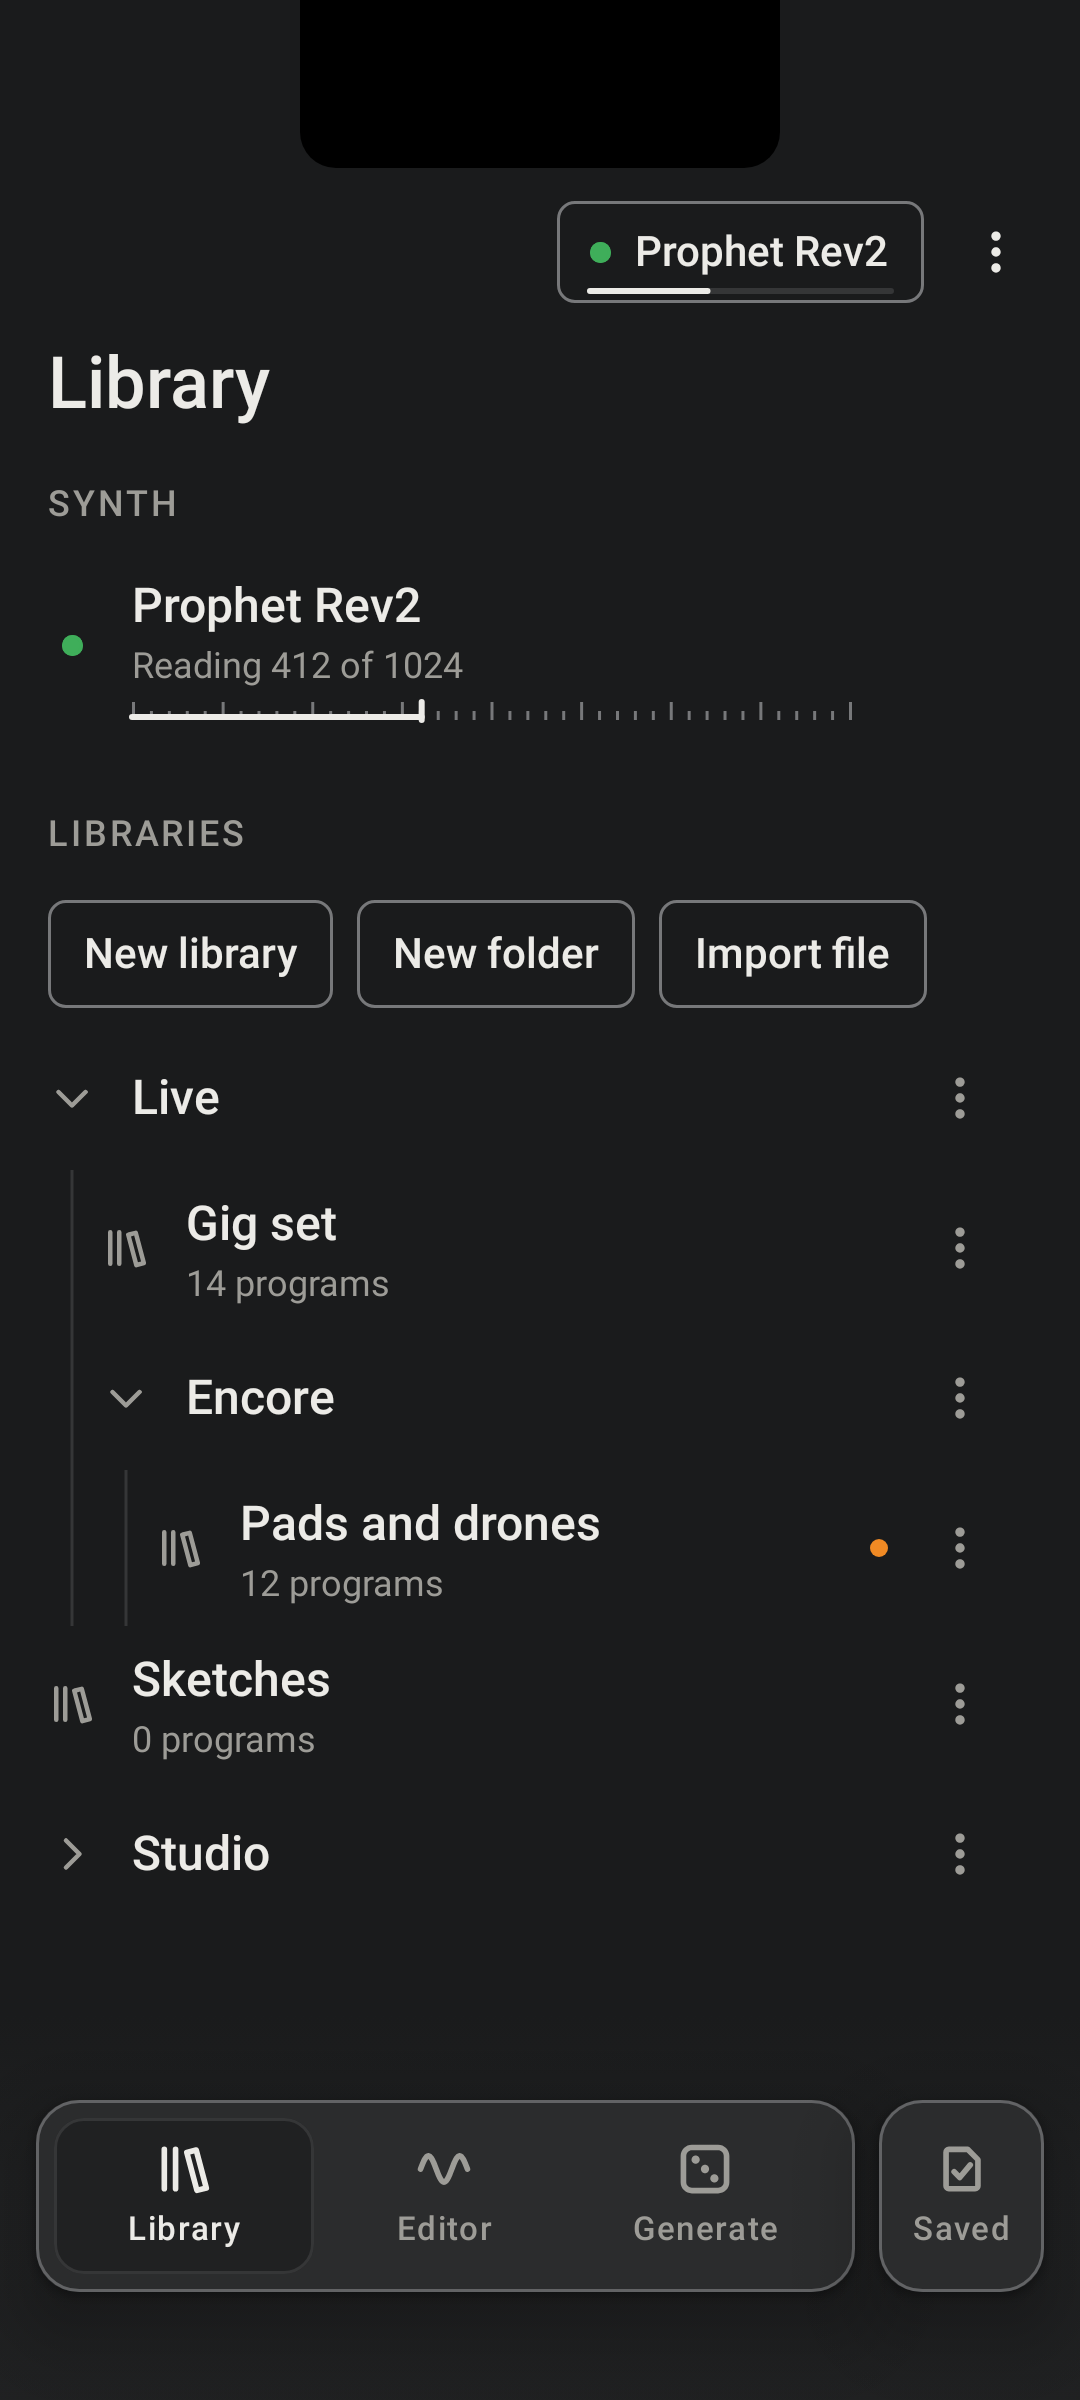 Prophet Rev2
Library
SYNTH
Prophet Rev2
Reading 412 of 1024
LIBRARIES
New library
New folder
Import file
Live
Gig set
14 programs
Encore
Pads and drones
12 programs
Sketches
0 programs
Studio
Library
Editor
Generate
Saved